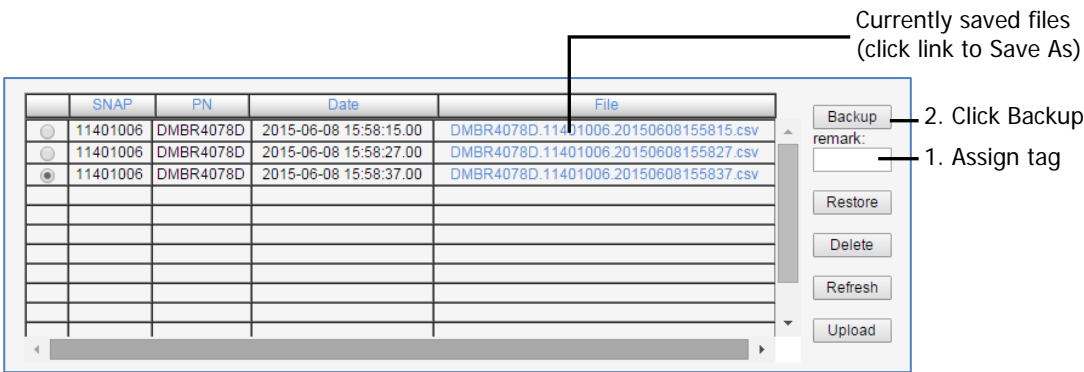 Currently saved files
(click link to Save As)
SNAP PN Date File
11401006 DMBR4078D 2015-06-08 15:58:15.00 DMBR4078D.11401006.20150608155815.csv
11401006 DMBR4078D 2015-06-08 15:58:27.00 DMBR4078D.11401006.20150608155827.csv
11401006 DMBR4078D 2015-06-08 15:58:37.00 DMBR4078D.11401006.20150608155837.csv
Backup
2. Click Backup
remark:
1. Assign tag
Restore
Delete
Refresh
Upload